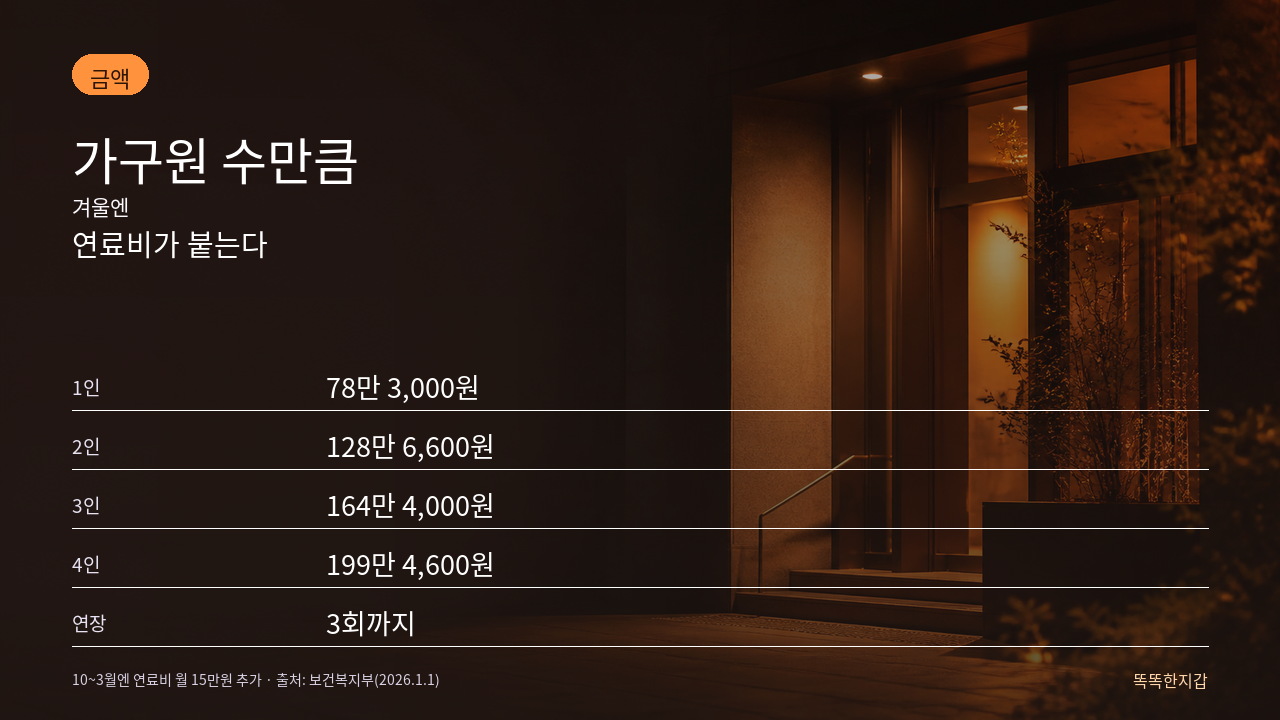 금액
가구원 수만큼
겨울엔
연료비가 붙는다
1인 78만 3,000원
2인 128만 6,600원
3인 164만 4,000원
4인 199만 4,600원
연장 3회까지
10~3월엔 연료비 월 15만원 추가 · 출처: 보건복지부(2026.1.1)
똑똑한지갑